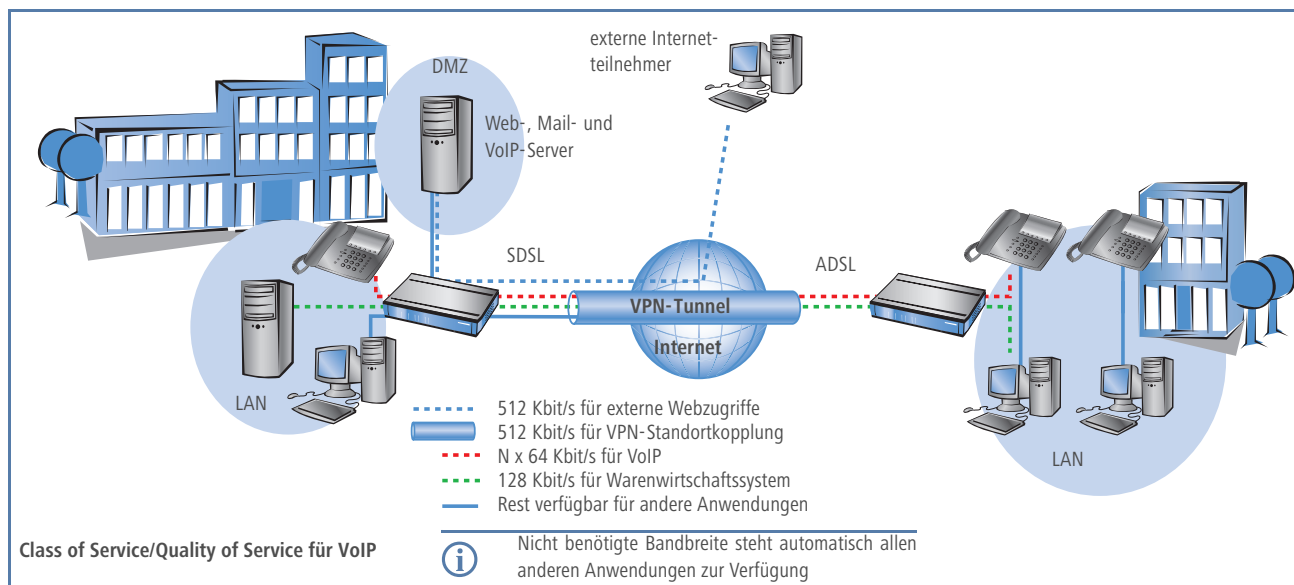 externe Internet-
teilnehmer
DMZ
Web-, Mail- und
VoIP-Server
SDSL
ADSL
VPN-Tunnel
Internet
LAN
LAN
512 Kbit/s für externe Webzugriffe
512 Kbit/s für VPN-Standortkopplung
N x 64 Kbit/s für VoIP
128 Kbit/s für Warenwirtschaftssystem
Rest verfügbar für andere Anwendungen
Class of Service/Quality of Service für VoIP
i
Nicht benötigte Bandbreite steht automatisch allen
anderen Anwendungen zur Verfügung